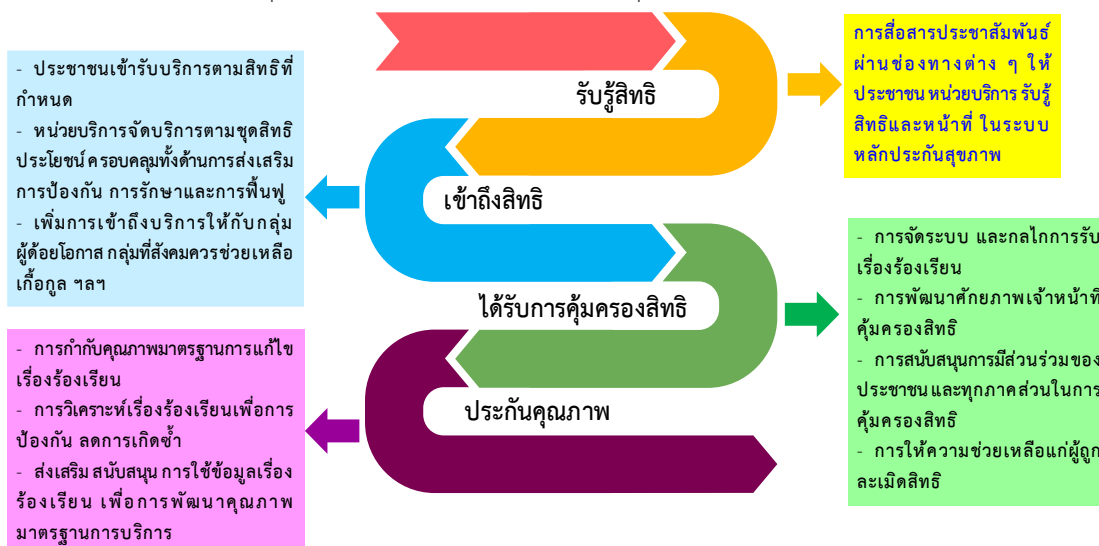 รับรู้สิทธิ
การสื่อสารประชาสัมพันธ์
ผ่านช่องทางต่าง ๆ ให้
ประชาชน หน่วยบริการ รับรู้
สิทธิและหน้าที่ ในระบบ
หลักประกันสุขภาพ
- ประชาชนเข้ารับบริการตามสิทธิที่
กำหนด
- หน่วยบริการจัดบริการตามชุดสิทธิ
ประโยชน์ ครอบคลุมทั้งด้านการส่งเสริม
การป้องกัน การรักษาและการฟื้นฟู
- เพิ่มการเข้าถึงบริการให้กับกลุ่ม
ผู้ด้อยโอกาส กลุ่มที่สังคมควรช่วยเหลือ
เกื้อกูล ฯลฯ
เข้าถึงสิทธิ
ได้รับการคุ้มครองสิทธิ
- การจัดระบบ และกลไกการรับ
เรื่องร้องเรียน
- การพัฒนาศักยภาพเจ้าหน้าที่
คุ้มครองสิทธิ
- การสนับสนุนการมีส่วนร่วมของ
ประชาชน และทุกภาคส่วนในการ
คุ้มครองสิทธิ
- การให้ความช่วยเหลือแก่ผู้ถูก
ละเมิดสิทธิ
- การกำกับคุณภาพมาตรฐานการแก้ไข
เรื่องร้องเรียน
- การวิเคราะห์เรื่องร้องเรียนเพื่อการ
ป้องกัน ลดการเกิดซ้ำ
- ส่งเสริม สนับสนุน การใช้ข้อมูลเรื่อง
ร้องเรียน เพื่อการพัฒนาคุณภาพ
มาตรฐานการบริการ
ประกันคุณภาพ